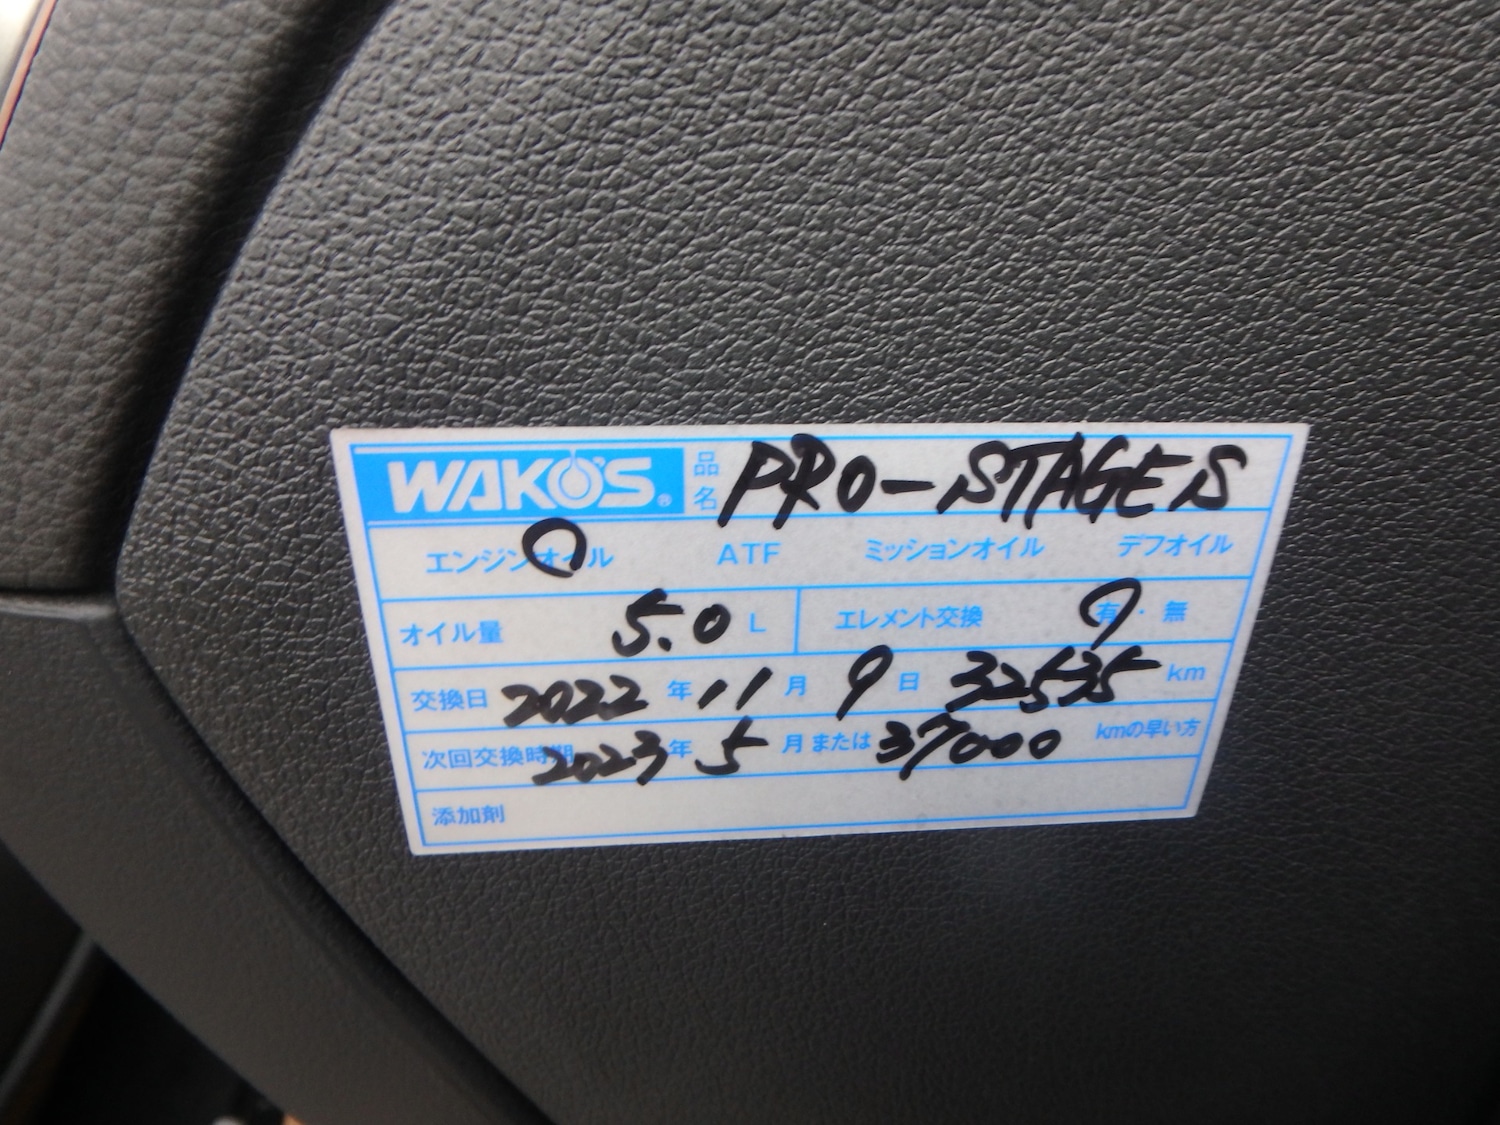 WAKO'S® 品名 PRO-STAGE S
エンジンオイル ATF ミッションオイル デフオイル
オイル量 5.0 L エレメント交換 有・無
交換日 2022 年 11 月 9 日 32535 km
次回交換時期 2023 年 5 月または 37000 kmの早い方
添加剤